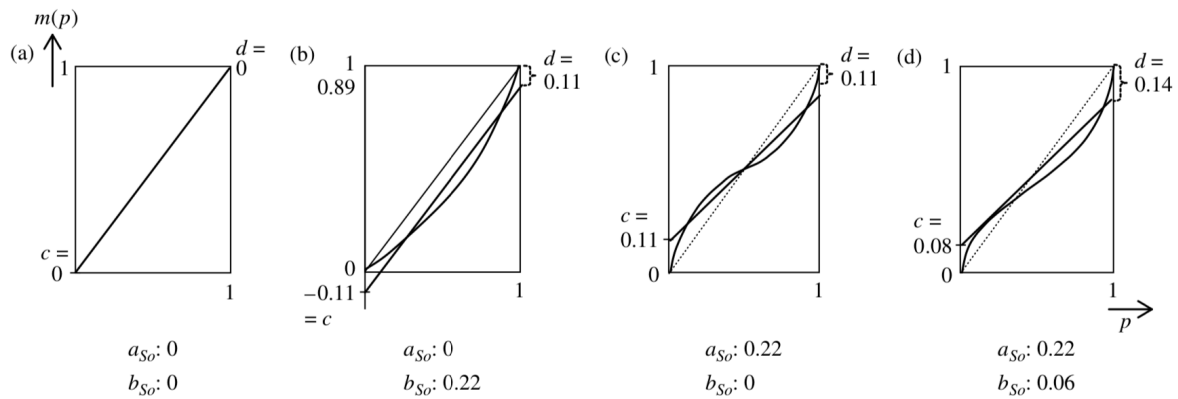 m(p)
(a)
1
d =
0
c =
0
1
a_So: 0
b_So: 0
(b)
1
0.89
d =
0.11
0
−0.11
= c
1
a_So: 0
b_So: 0.22
(c)
1
d =
0.11
c =
0.11
0
1
a_So: 0.22
b_So: 0
(d)
1
d =
0.14
c =
0.08
0
1
p
a_So: 0.22
b_So: 0.06